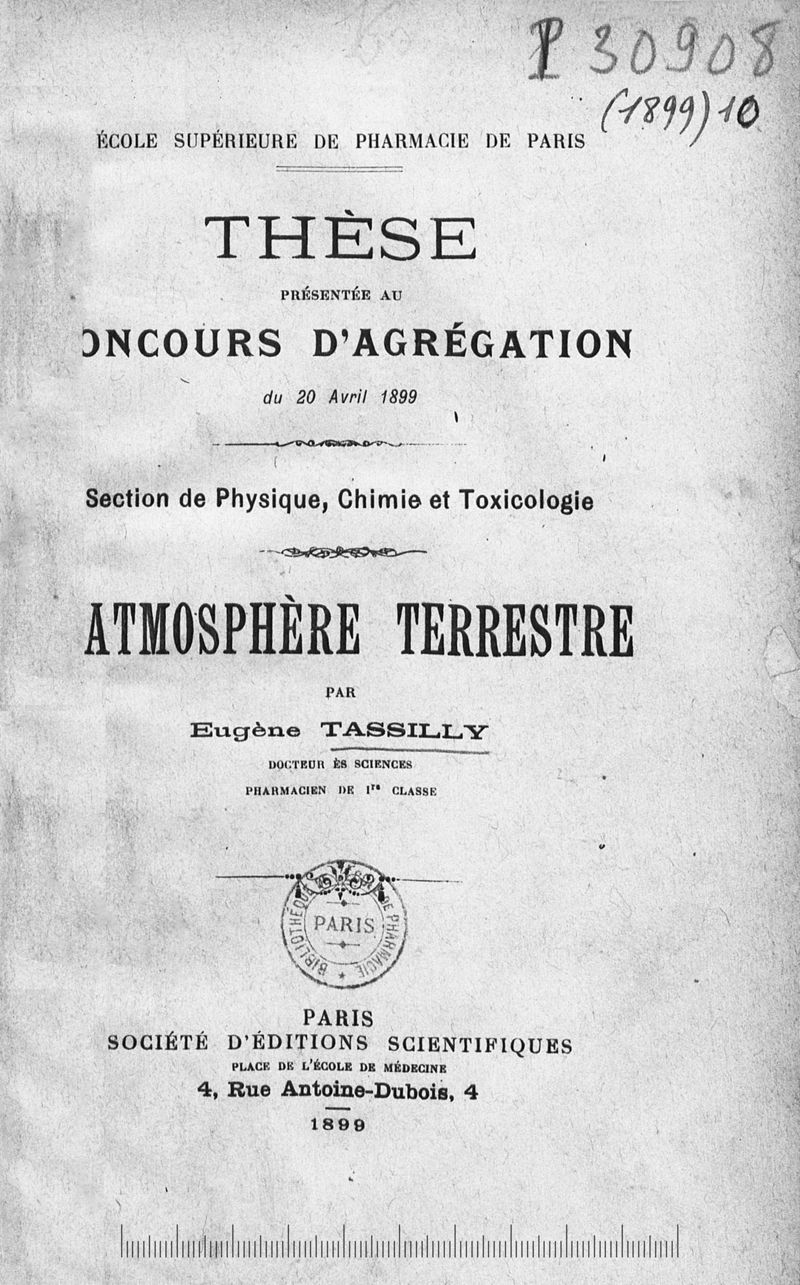 P 30908
(1899) 10
ÉCOLE SUPÉRIEURE DE PHARMACIE DE PARIS
THÈSE
PRÉSENTÉE AU
ONCOURS D'AGRÉGATION
du 20 Avril 1899
Section de Physique, Chimie et Toxicologie
ATMOSPHÈRE TERRESTRE
PAR
Eugène TASSILLY
DOCTEUR ÈS SCIENCES
PHARMACIEN DE 1re CLASSE
BIBLIOTHÈQUE DE PHARMACIE
PARIS
PARIS
SOCIÉTÉ D'ÉDITIONS SCIENTIFIQUES
PLACE DE L'ÉCOLE DE MÉDECINE
4, Rue Antoine-Dubois, 4
1899